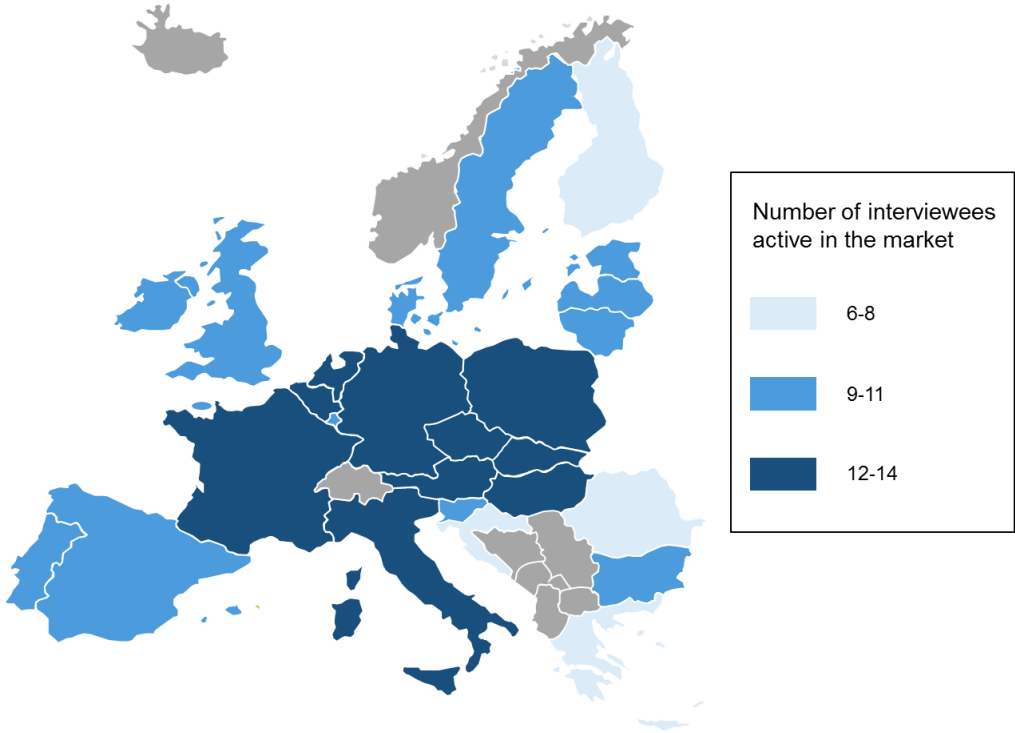 Number of interviewees
active in the market
6-8
9-11
12-14